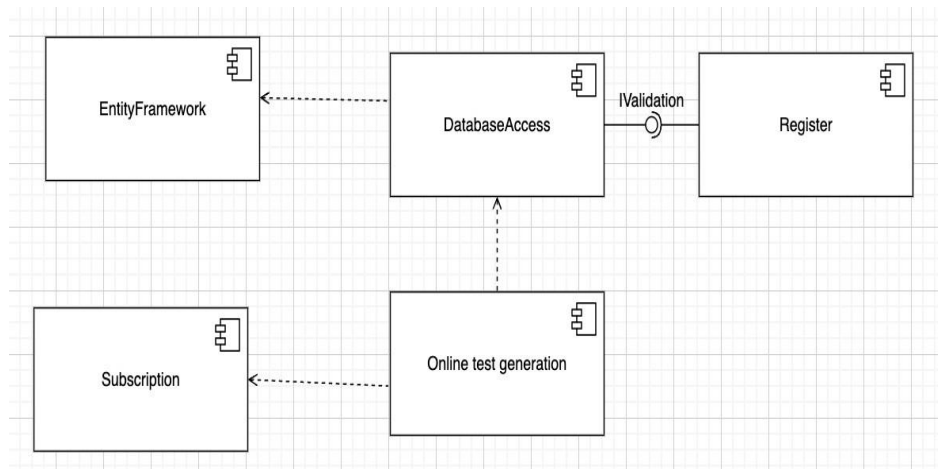 EntityFramework
DatabaseAccess
IValidation
Register
Subscription
Online test generation